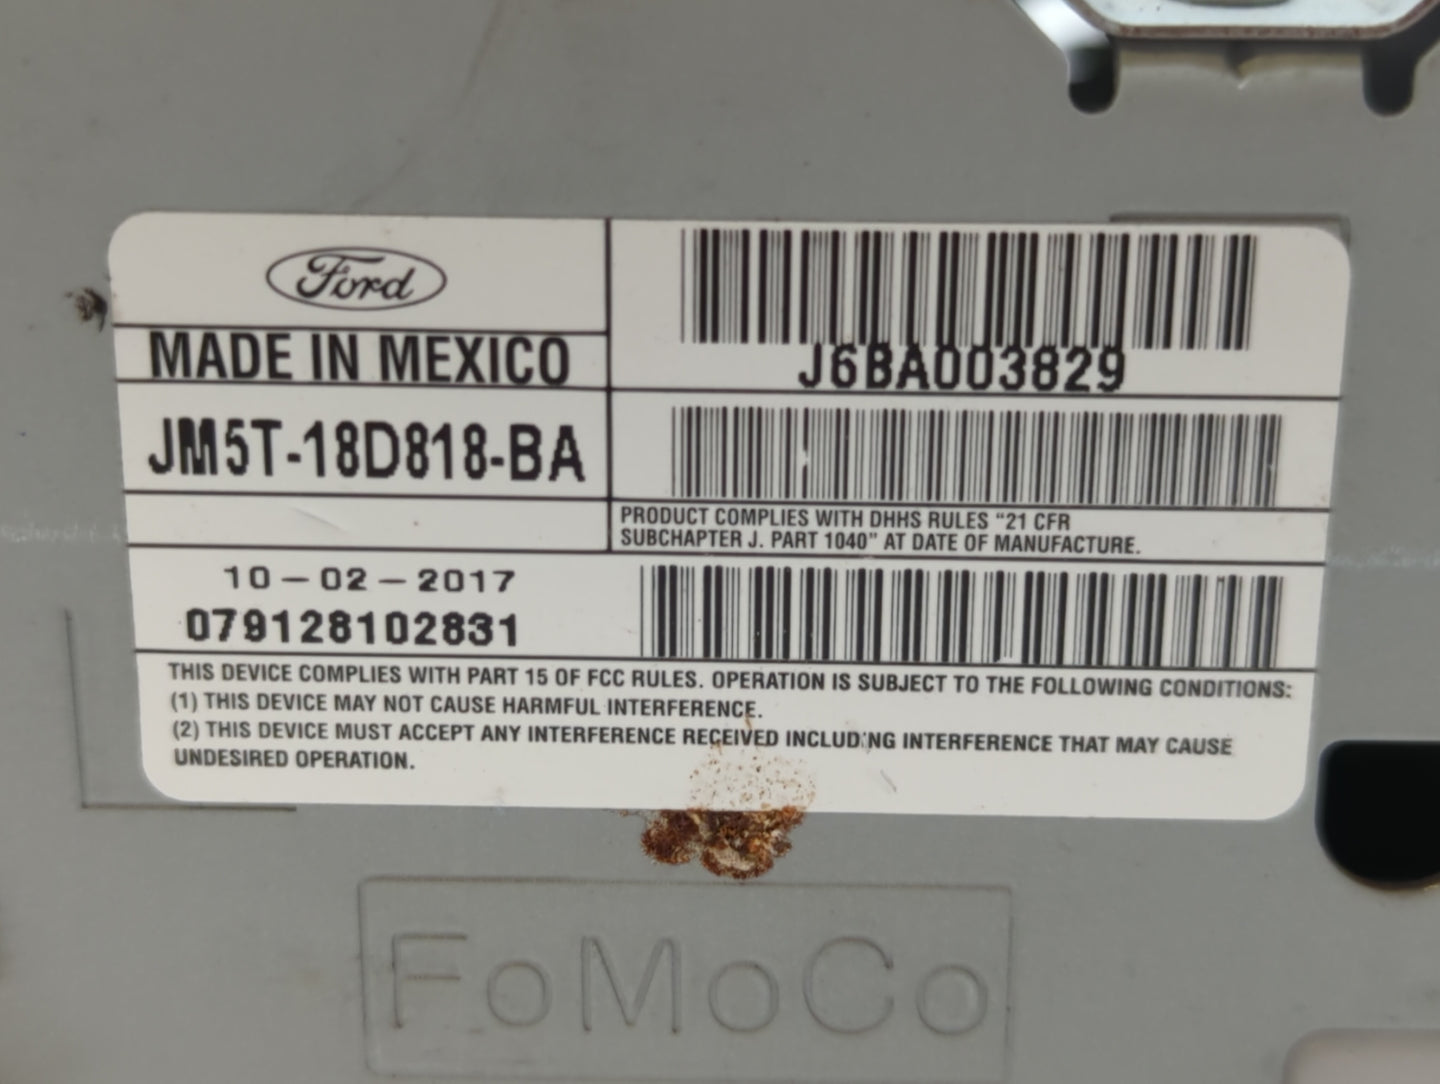 Ford
MADE IN MEXICO
J6BA003829
JM5T-18D818-BA
PRODUCT COMPLIES WITH DHHS RULES "21 CFR
SUBCHAPTER J. PART 1040" AT DATE OF MANUFACTURE.
10-02-2017
079128102831
THIS DEVICE COMPLIES WITH PART 15 OF FCC RULES. OPERATION IS SUBJECT TO THE FOLLOWING CONDITIONS:
(1) THIS DEVICE MAY NOT CAUSE HARMFUL INTERFERENCE.
(2) THIS DEVICE MUST ACCEPT ANY INTERFERENCE RECEIVED INCLUDING INTERFERENCE THAT MAY CAUSE
UNDESIRED OPERATION.
FoMoCo